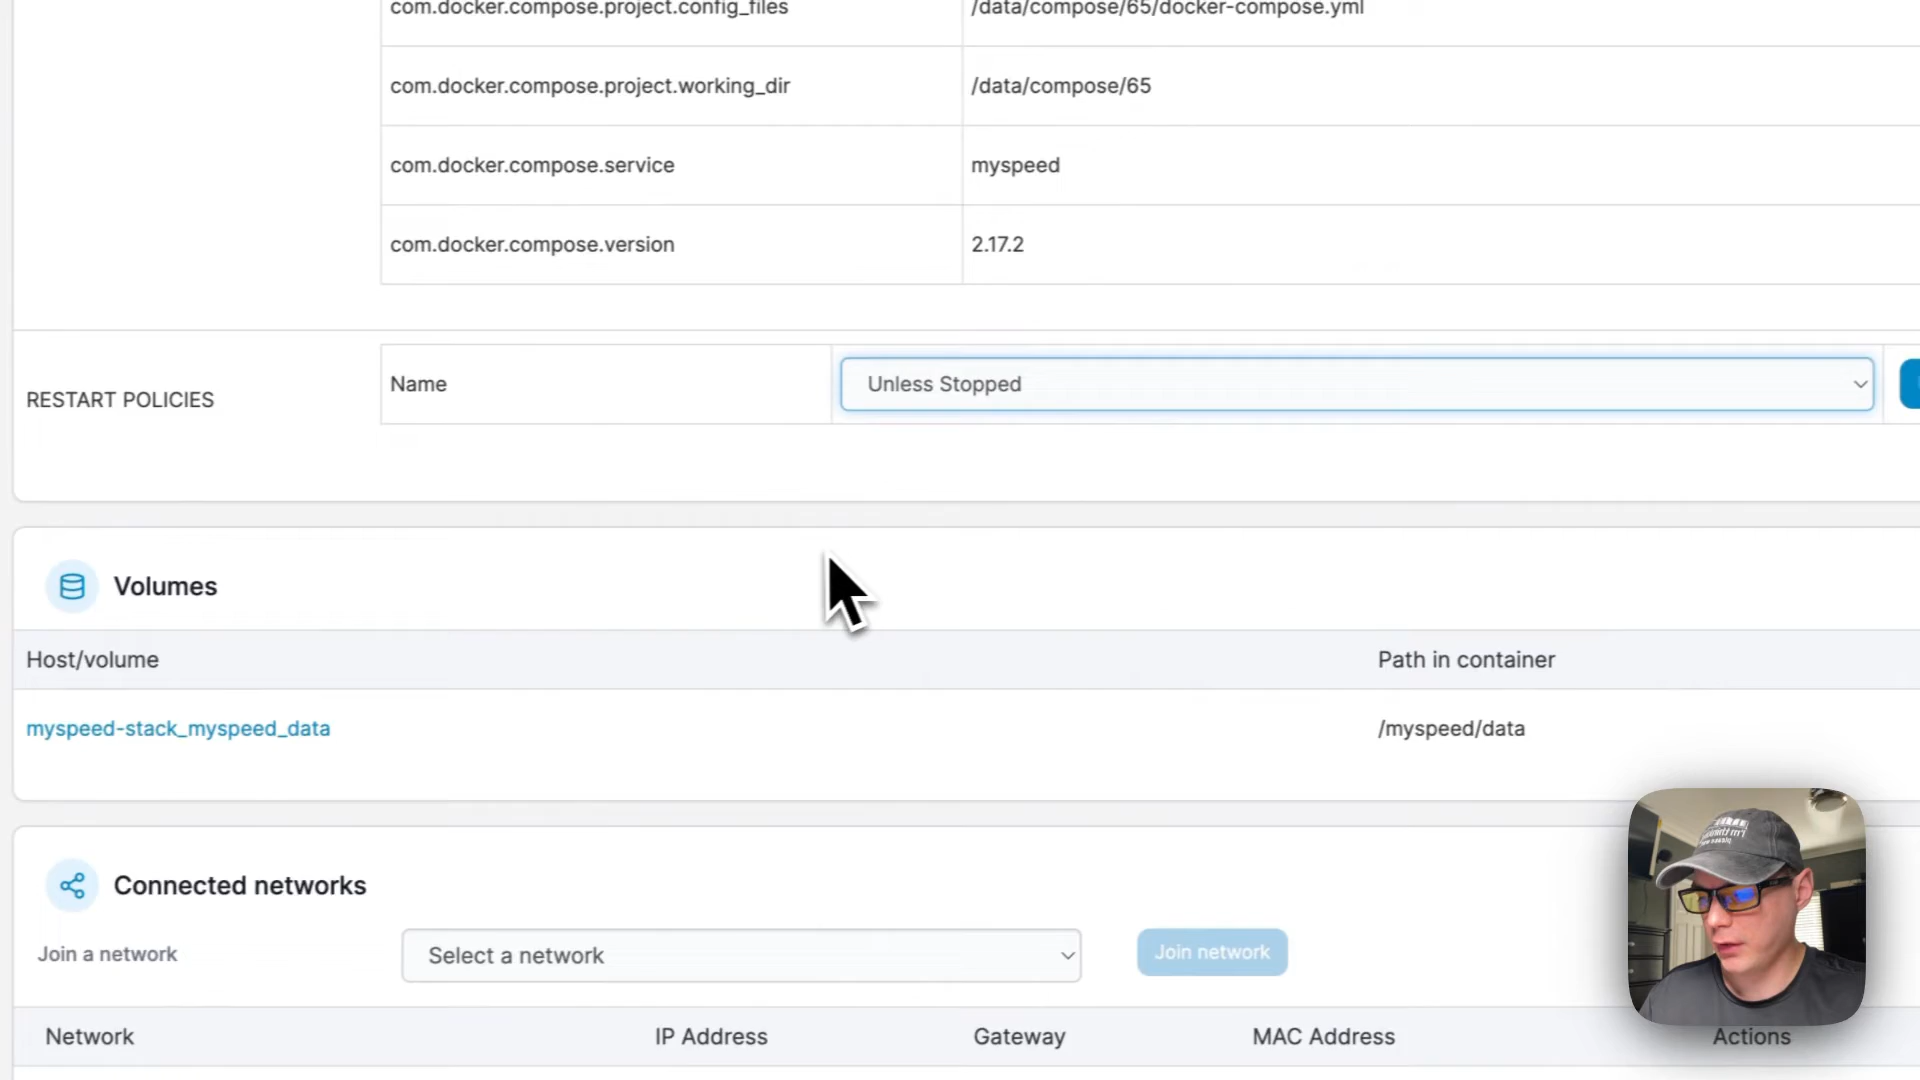 com.docker.compose.project.config_files /data/compose/65/docker-compose.yml
com.docker.compose.project.working_dir /data/compose/65
com.docker.compose.service myspeed
com.docker.compose.version 2.17.2
RESTART POLICIES Name Unless Stopped
Volumes
Host/volume Path in container
myspeed-stack_myspeed_data /myspeed/data
Connected networks
Join a network Select a network Join network
Network IP Address Gateway MAC Address Actions